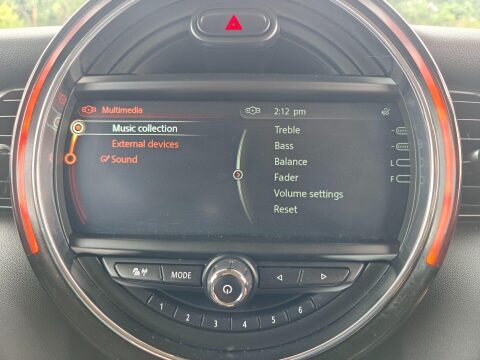 Multimedia
2:12 pm
Music collection
External devices
Sound
Treble
Bass
Balance L
Fader F
Volume settings
Reset
MODE
1 2 3 4 5 6